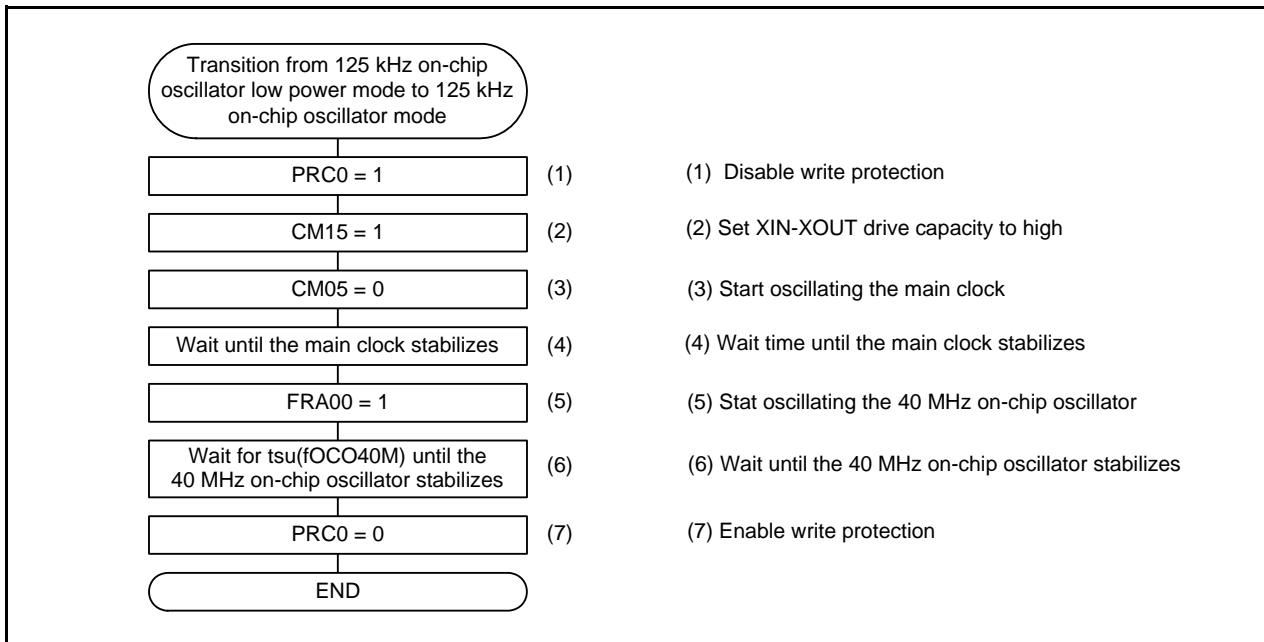 Transition from 125 kHz on-chip
oscillator low power mode to 125 kHz
on-chip oscillator mode
PRC0 = 1
(1)
(1) Disable write protection
CM15 = 1
(2)
(2) Set XIN-XOUT drive capacity to high
CM05 = 0
(3)
(3) Start oscillating the main clock
Wait until the main clock stabilizes
(4)
(4) Wait time until the main clock stabilizes
FRA00 = 1
(5)
(5) Stat oscillating the 40 MHz on-chip oscillator
Wait for tsu(fOCO40M) until the
40 MHz on-chip oscillator stabilizes
(6)
(6) Wait until the 40 MHz on-chip oscillator stabilizes
PRC0 = 0
(7)
(7) Enable write protection
END